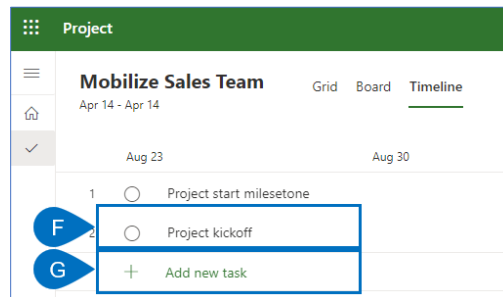 Project
Mobilize Sales Team Grid Board Timeline
Apr 14 - Apr 14
Aug 23 Aug 30
1 Project start milesetone
F 2 Project kickoff
G Add new task